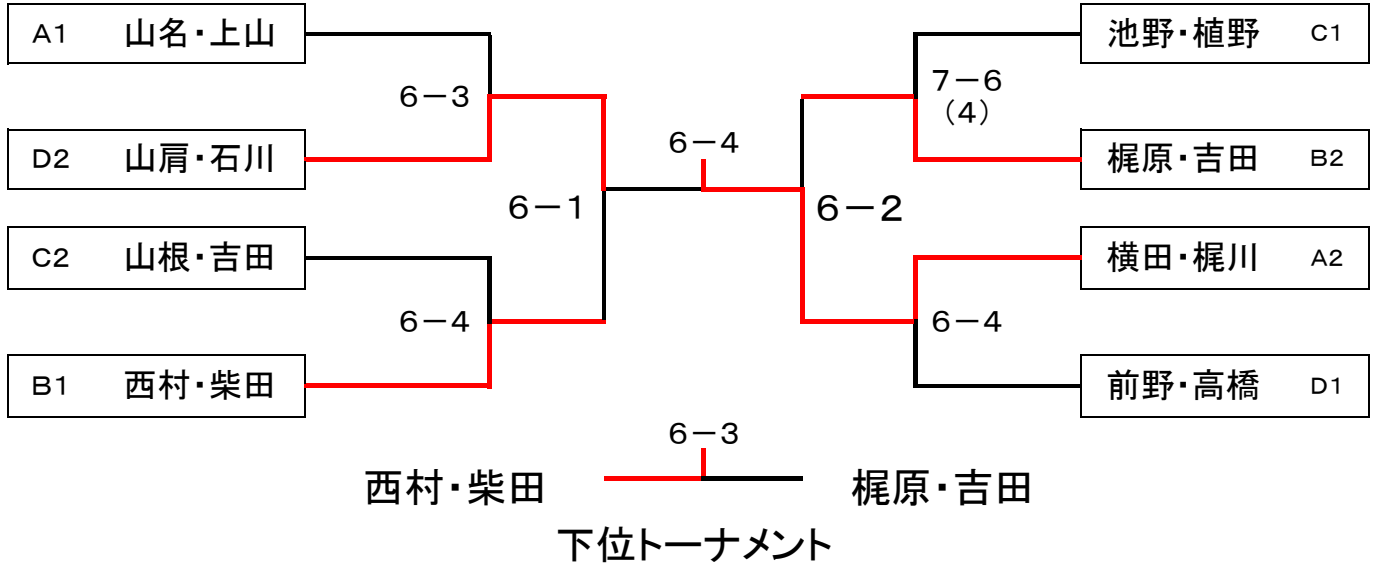 A1 山名・上山
池野・植野 C1
6－3
7－6
（4）
D2 山肩・石川
6－4
梶原・吉田 B2
6－1
6－2
C2 山根・吉田
横田・梶川 A2
6－4
6－4
B1 西村・柴田
前野・高橋 D1
6－3
西村・柴田
梶原・吉田
下位トーナメント